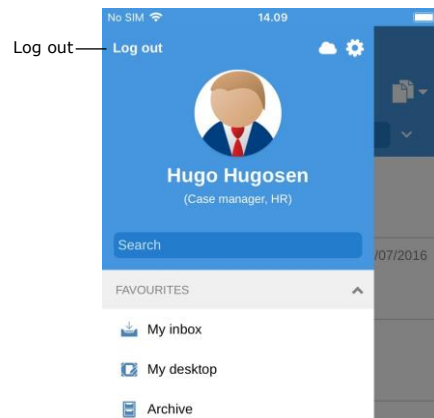 No SIM 14.09
Log out Log out
Hugo Hugosen
(Case manager, HR)
Search
/07/2016
FAVOURITES
My inbox
My desktop
Archive